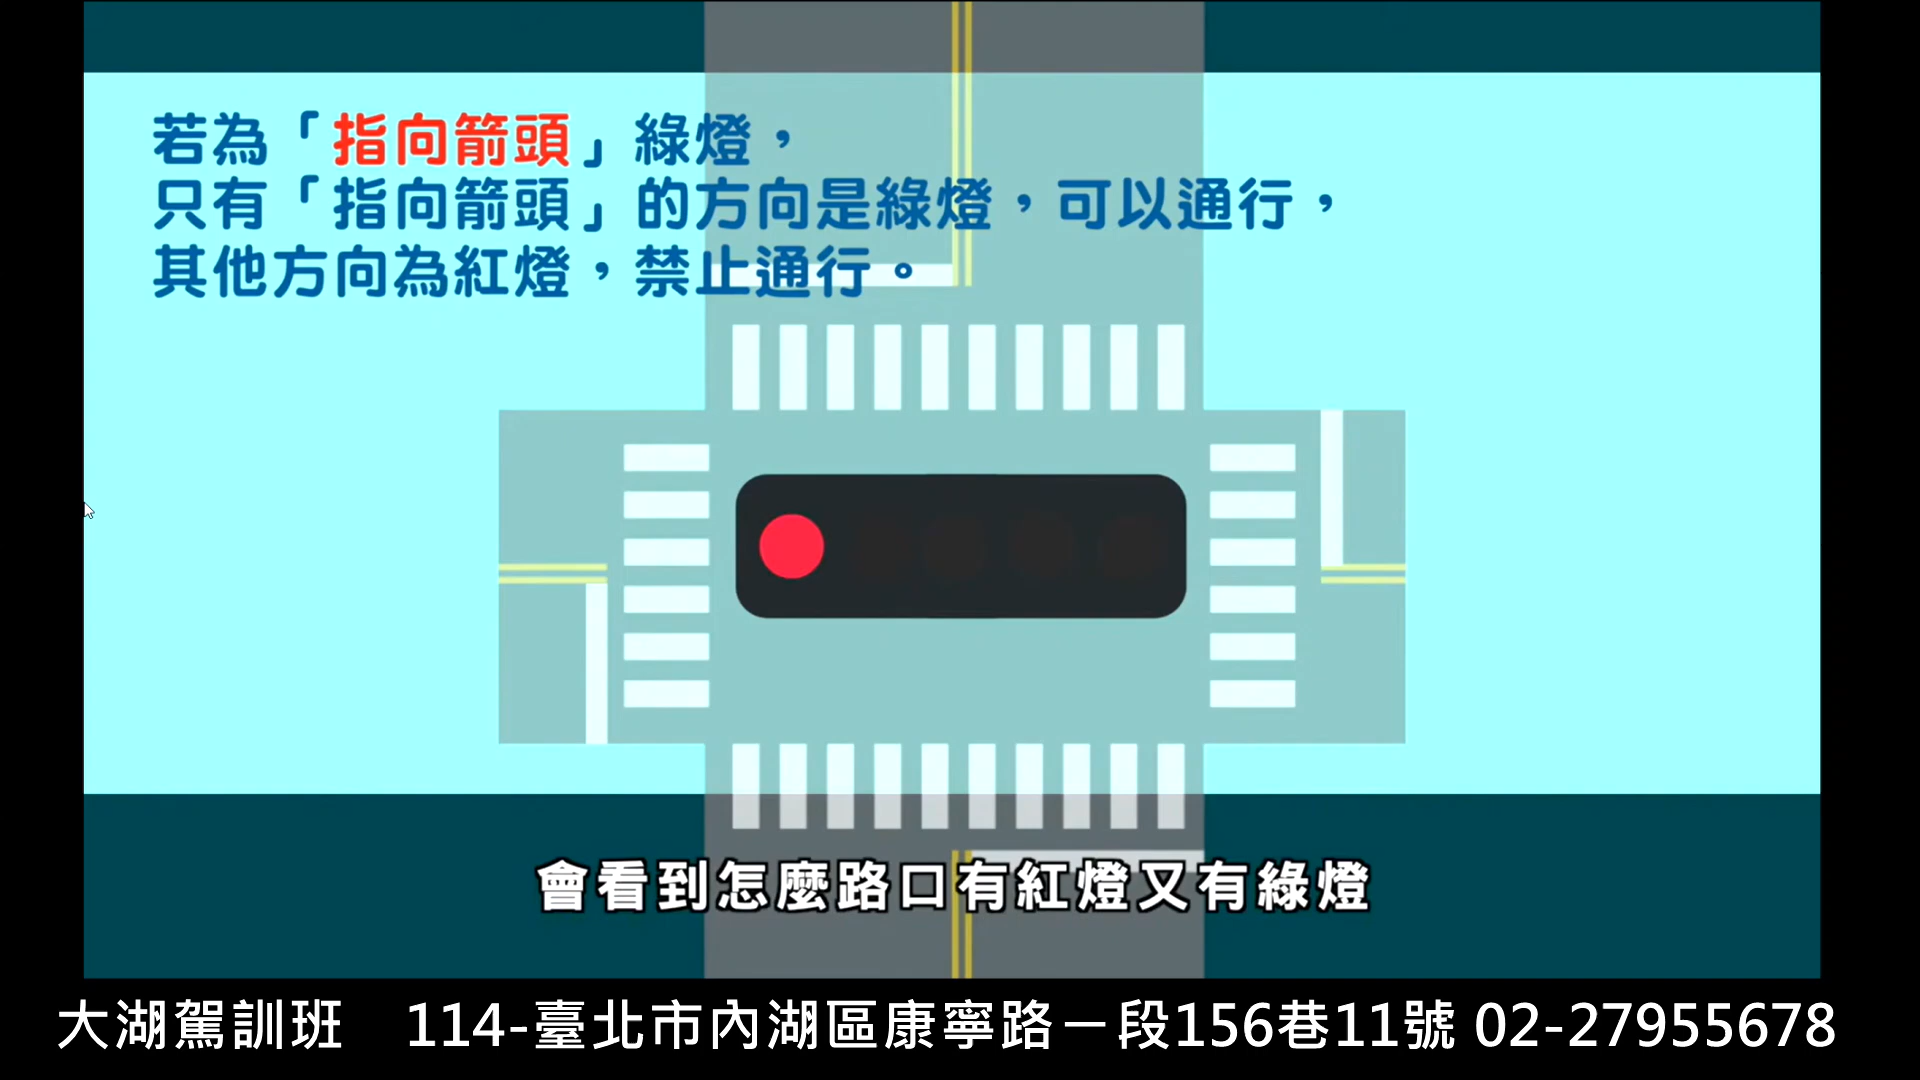 若為「指向箭頭」綠燈，
只有「指向箭頭」的方向是綠燈，可以通行，
其他方向為紅燈，禁止通行。
會看到怎麼路口有紅燈又有綠燈
大湖駕訓班　114-臺北市內湖區康寧路一段156巷11號 02-27955678